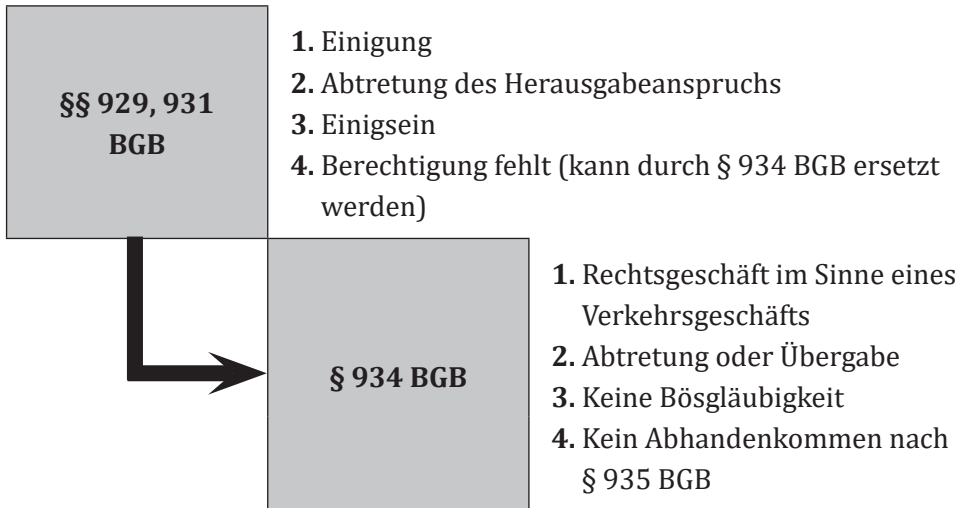 §§ 929, 931
BGB
1. Einigung
2. Abtretung des Herausgabeanspruchs
3. Einigsein
4. Berechtigung fehlt (kann durch § 934 BGB ersetzt
werden)
§ 934 BGB
1. Rechtsgeschäft im Sinne eines
Verkehrsgeschäfts
2. Abtretung oder Übergabe
3. Keine Bösgläubigkeit
4. Kein Abhandenkommen nach
§ 935 BGB